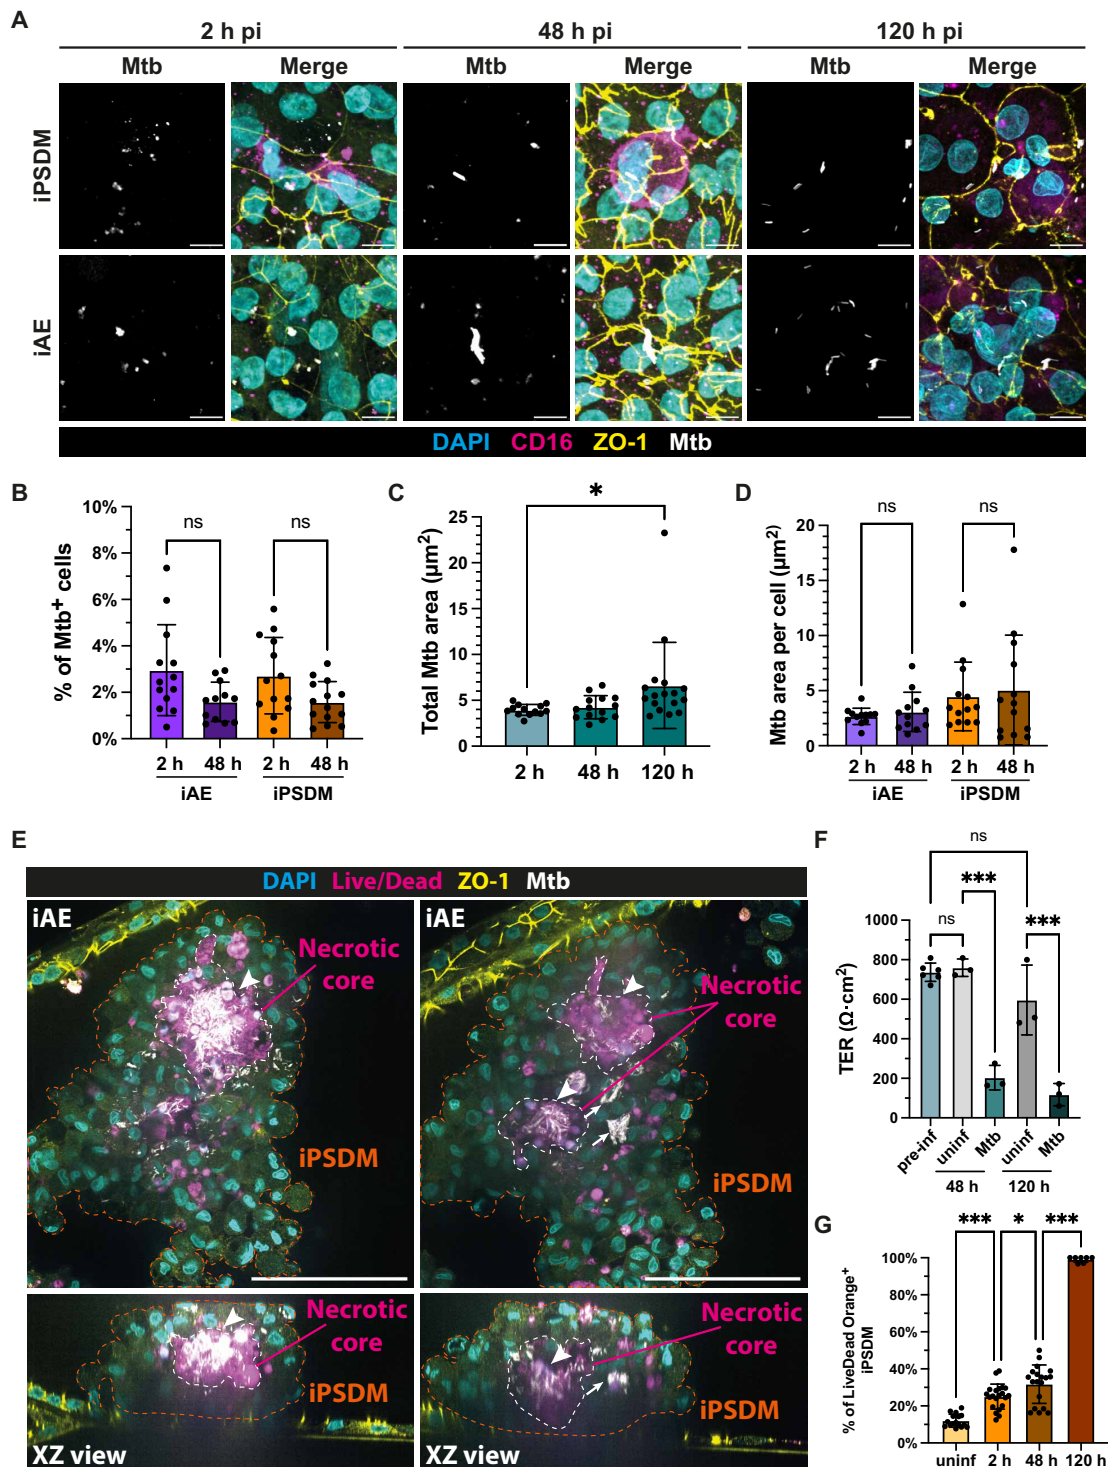 A
2 h pi 48 h pi 120 h pi
Mtb Merge Mtb Merge Mtb Merge
iPSDM
iAE
DAPI CD16 ZO-1 Mtb
B
% of Mtb+ cells
10%
8%
6%
4%
2%
0%
ns ns
2 h 48 h 2 h 48 h
iAE iPSDM
C
Total Mtb area (µm²)
25
20
15
10
5
0
*
2 h 48 h 120 h
D
Mtb area per cell (µm²)
20
15
10
5
0
ns ns
2 h 48 h 2 h 48 h
iAE iPSDM
E
DAPI Live/Dead ZO-1 Mtb
iAE
Necrotic
core
iPSDM
iAE
Necrotic
core
iPSDM
Necrotic
core
iPSDM
XZ view
Necrotic
core
iPSDM
XZ view
F
TER (Ω·cm²)
1000
800
600
400
200
0
ns
***
ns
***
pre-inf uninf Mtb uninf Mtb
48 h 120 h
G
% of LiveDead Orange+
iPSDM
100%
80%
60%
40%
20%
0%
*** * ***
uninf 2 h 48 h 120 h